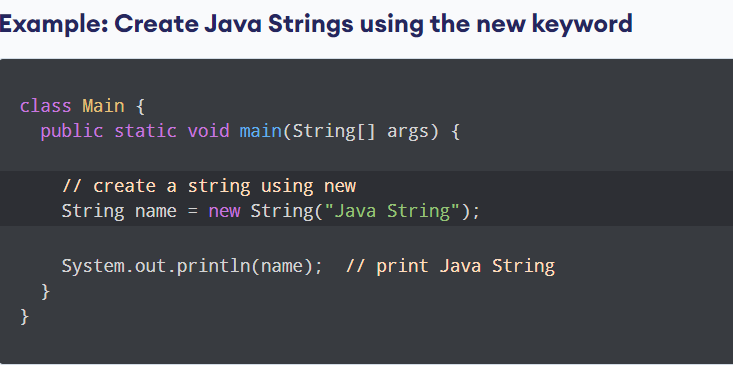 Example: Create Java Strings using the new keyword
class Main {
  public static void main(String[] args) {
    // create a string using new
    String name = new String("Java String");
    System.out.println(name);  // print Java String
  }
}